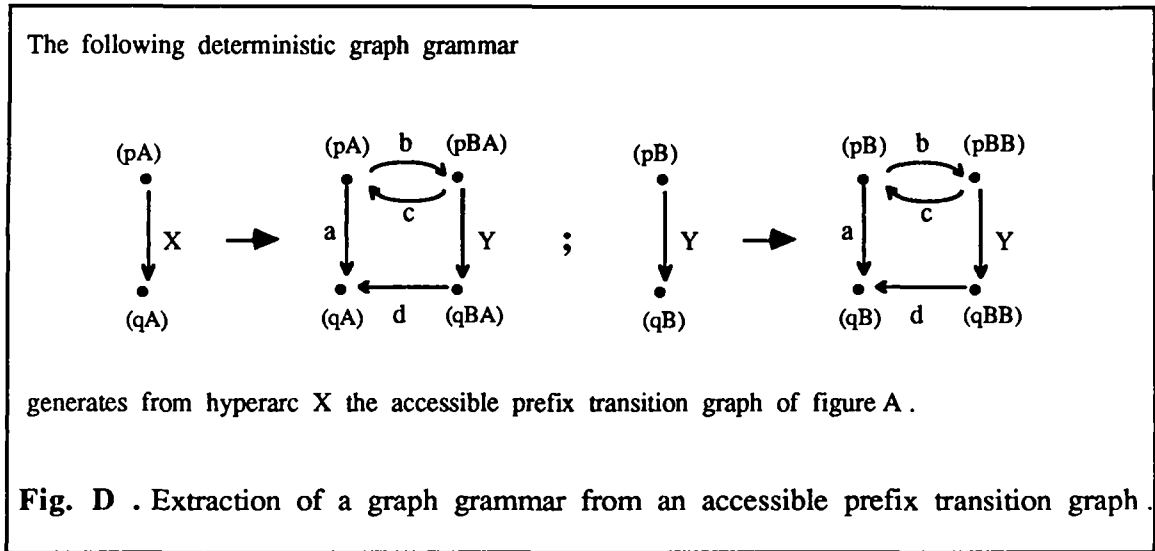 The following deterministic graph grammar
(pA) (pA) b (pBA) (pB) (pB) b (pBB)
c c
X a Y ; Y a Y
(qA) (qA) d (qBA) (qB) (qB) d (qBB)
generates from hyperarc X the accessible prefix transition graph of figure A .
Fig. D . Extraction of a graph grammar from an accessible prefix transition graph .